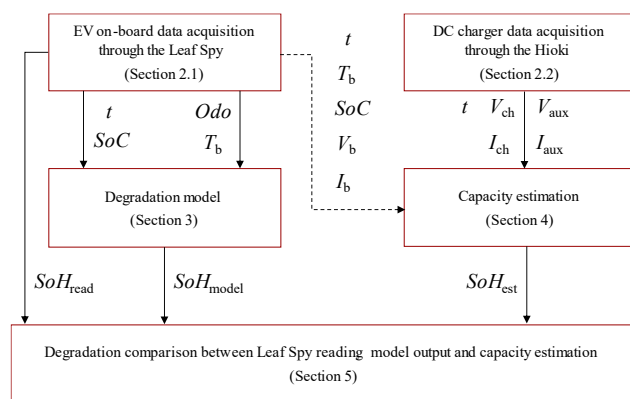 EV on-board data acquisition
through the Leaf Spy
(Section 2.1)
DC charger data acquisition
through the Hioki
(Section 2.2)
t
SoC
Odo
T_b
t
T_b
SoC
V_b
I_b
t V_ch V_aux
I_ch I_aux
Degradation model
(Section 3)
Capacity estimation
(Section 4)
SoH_read
SoH_model
SoH_est
Degradation comparison between Leaf Spy reading model output and capacity estimation
(Section 5)